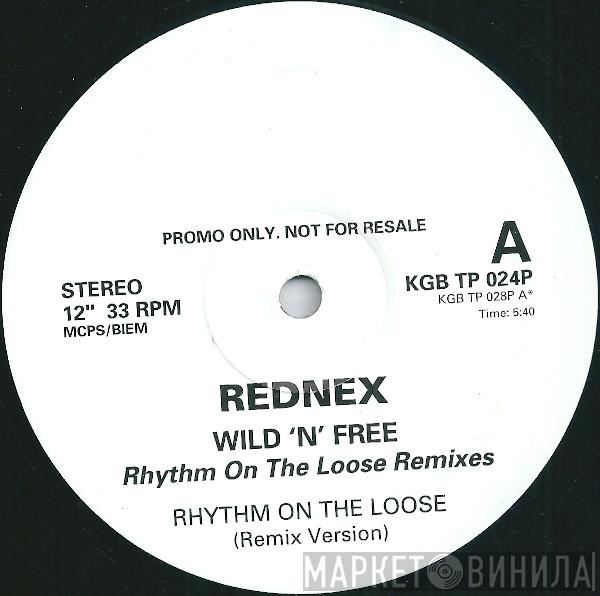 PROMO ONLY. NOT FOR RESALE
A
STEREO
12" 33 RPM
MCPS/BIEM
KGB TP 024P
KGB TP 028P A*
Time: 5:40
REDNEX
WILD 'N' FREE
Rhythm On The Loose Remixes
RHYTHM ON THE LOOSE
(Remix Version)
МАРКЕТ ВИНИЛА